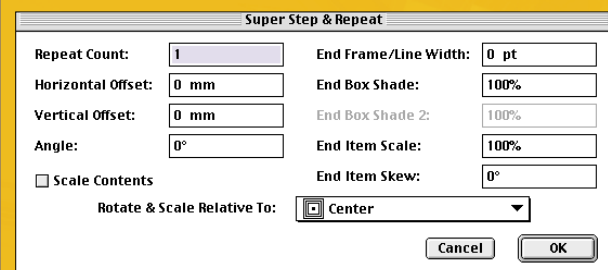 Super Step & Repeat
Repeat Count: 1 End Frame/Line Width: 0 pt
Horizontal Offset: 0 mm End Box Shade: 100%
Vertical Offset: 0 mm End Box Shade 2: 100%
Angle: 0° End Item Scale: 100%
Scale Contents End Item Skew: 0°
Rotate & Scale Relative To: Center
Cancel OK